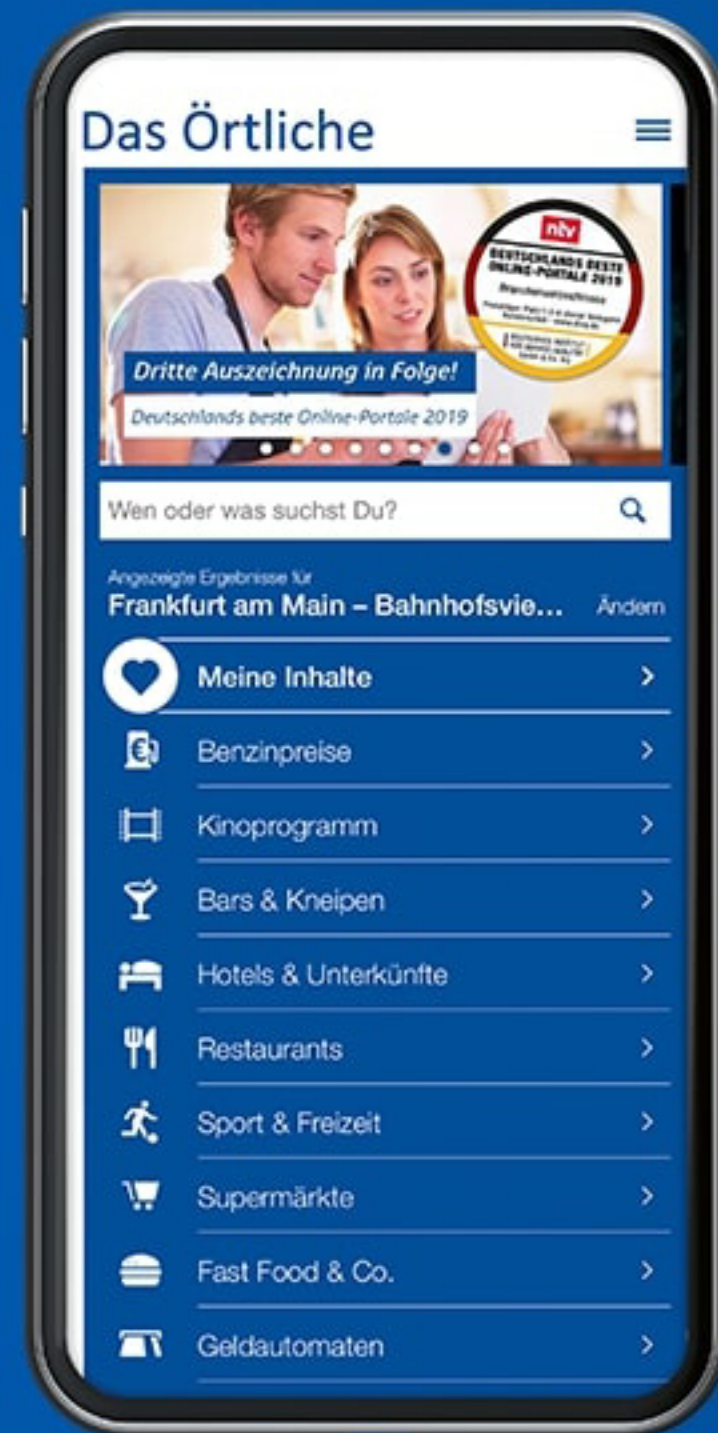 Das Örtliche
ntv
DEUTSCHLANDS BESTE
ONLINE-PORTALE 2019
Dritte Auszeichnung in Folge!
Deutschlands beste Online-Portale 2019
Wen oder was suchst Du?
Angezeigte Ergebnisse für
Frankfurt am Main – Bahnhofsvie...
Ändern
Meine Inhalte
Benzinpreise
Kinoprogramm
Bars & Kneipen
Hotels & Unterkünfte
Restaurants
Sport & Freizeit
Supermärkte
Fast Food & Co.
Geldautomaten